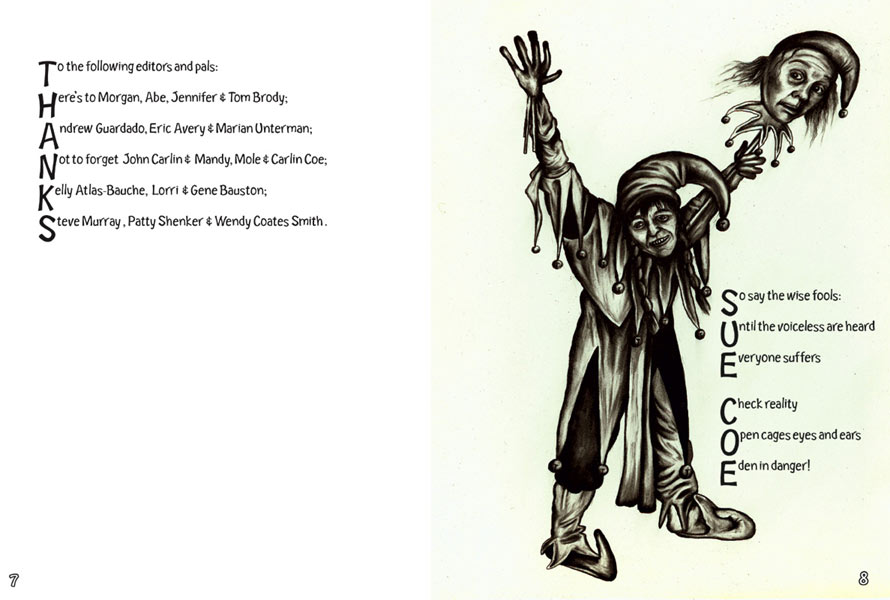 To the following editors and pals:
Here's to Morgan, Abe, Jennifer & Tom Brody;
Andrew Guardado, Eric Avery & Marian Unterman;
Not to forget John Carlin & Mandy, Mole & Carlin Coe;
Kelly Atlas-Bauche, Lorri & Gene Bauston;
Steve Murray, Patty Shenker & Wendy Coates Smith.
7
So say the wise fools:
Until the voiceless are heard
Everyone suffers
Check reality
Open cages eyes and ears
Eden in danger!
8